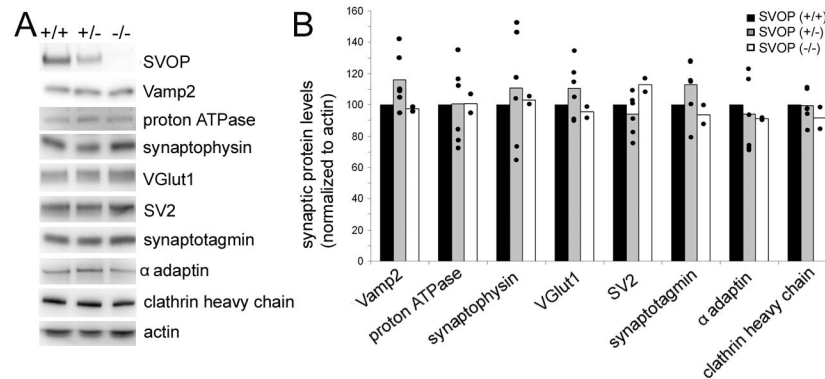 A
+/+ +/- -/-
SVOP
Vamp2
proton ATPase
synaptophysin
VGlut1
SV2
synaptotagmin
α adaptin
clathrin heavy chain
actin
B
synaptic protein levels
(normalized to actin)
160
140
120
100
80
60
40
20
0
SVOP (+/+)
SVOP (+/-)
SVOP (-/-)
Vamp2
proton ATPase
synaptophysin
VGlut1
SV2
synaptotagmin
α adaptin
clathrin heavy chain